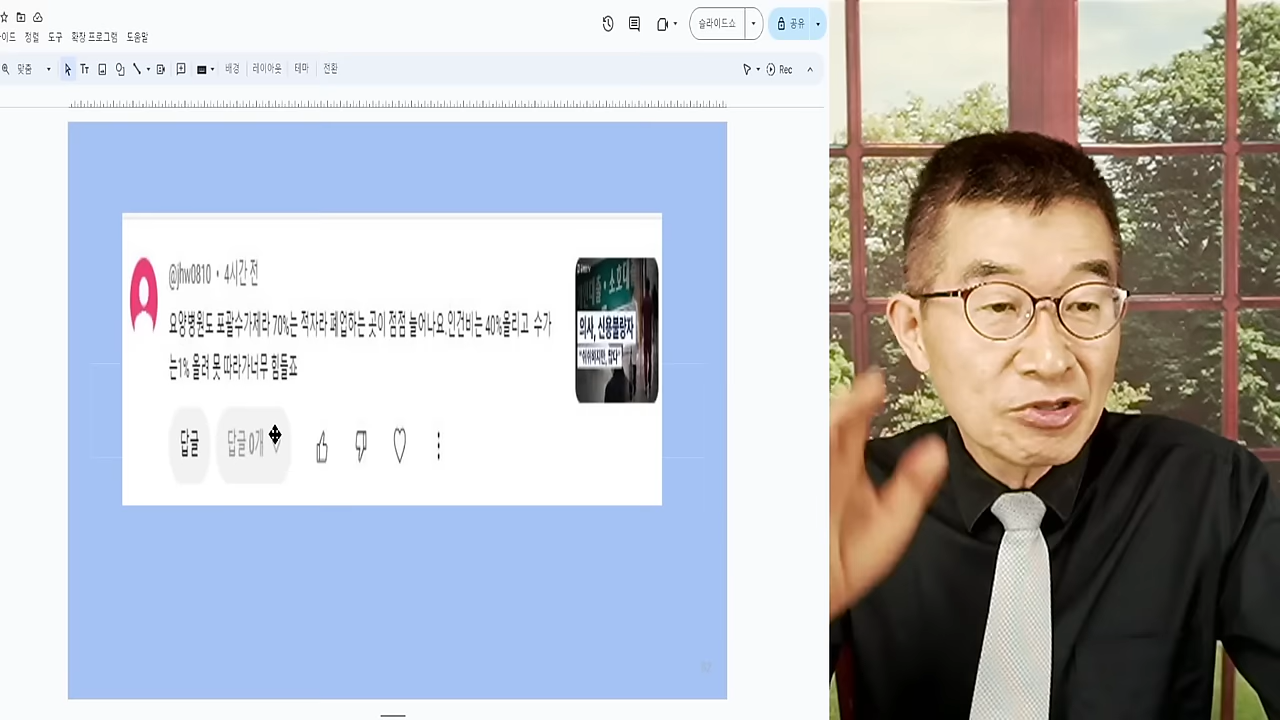 이드 정렬 도구 확장 프로그램 도움말
슬라이드쇼
공유
맞춤
배경 레이아웃 테마 전환
Rec
@jhw0810 · 4시간 전
요양병원도 포괄수가제라 70%는 적자라 폐업하는 곳이 점점 늘어나요.인건비는 40%올리고 수가
는1% 올려 못 따라가너무 힘들죠
답글
답글 0개
의사, 신용불량자